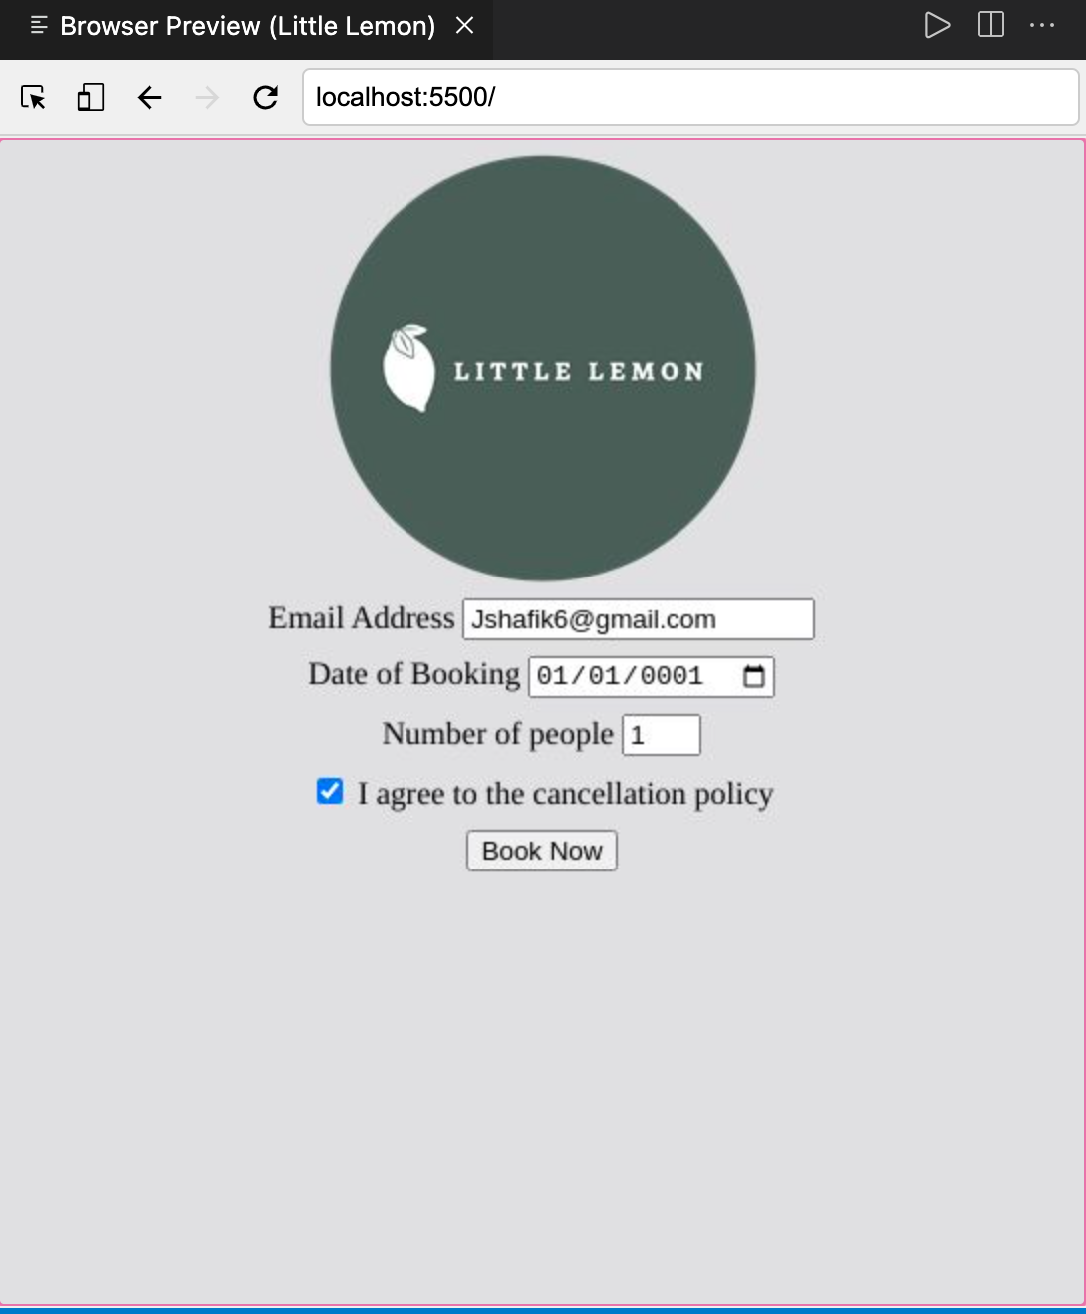 Browser Preview (Little Lemon)
localhost:5500/
LITTLE LEMON
Email Address Jshafik6@gmail.com
Date of Booking 01/01/0001
Number of people 1
I agree to the cancellation policy
Book Now